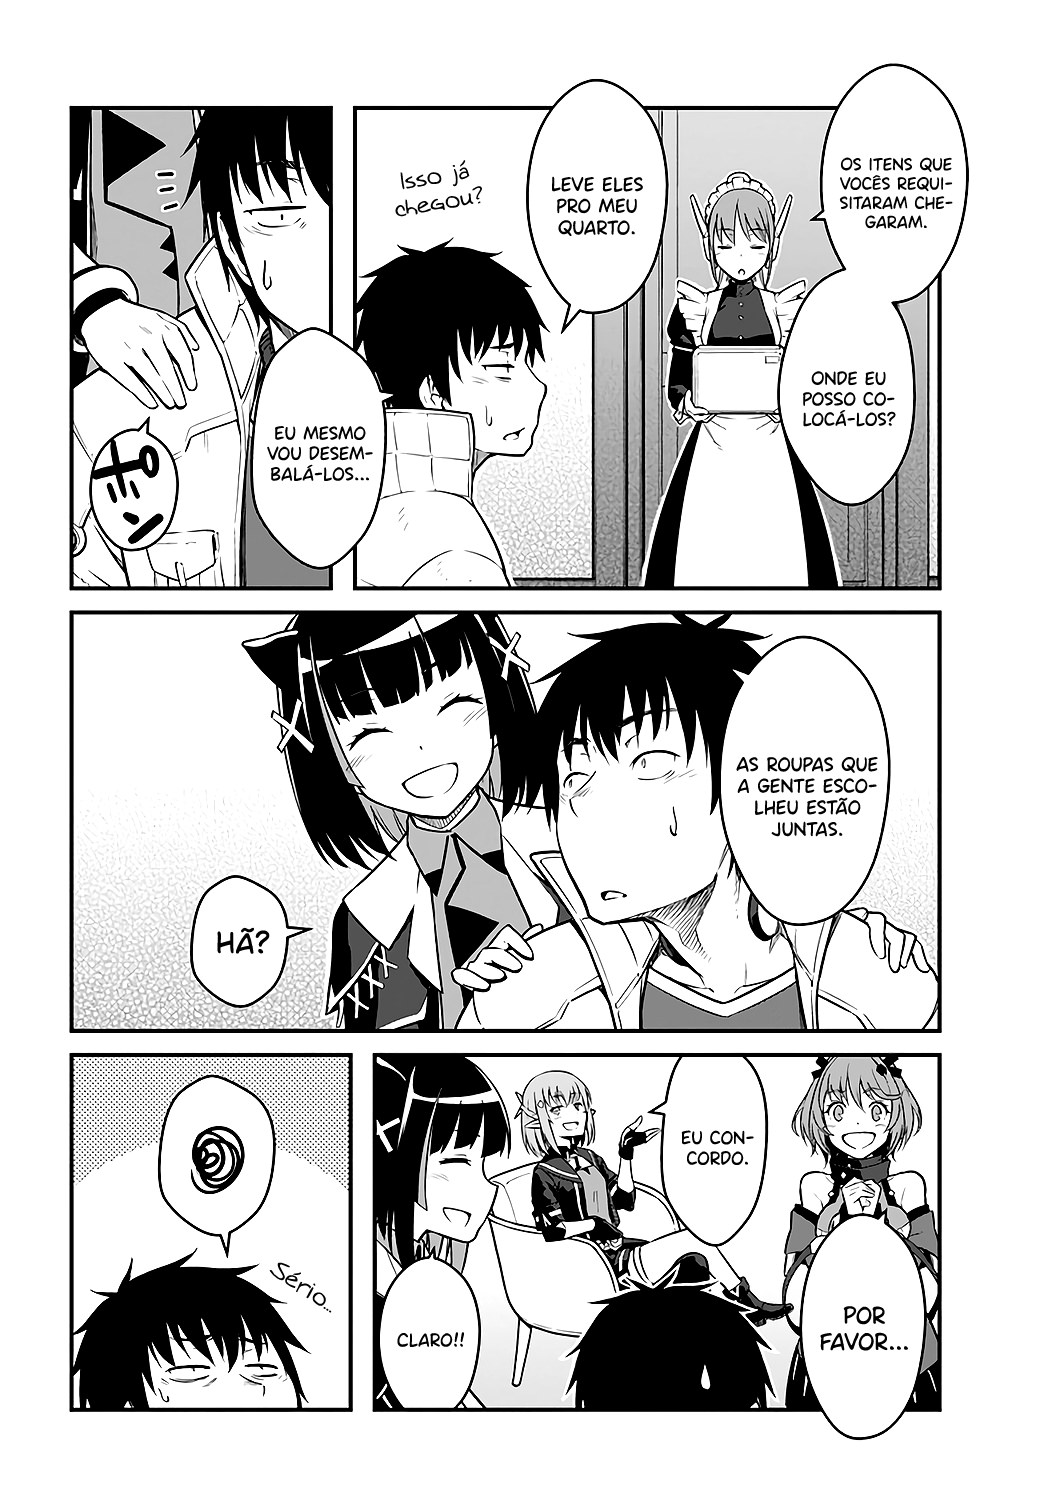 OS ITENS QUE
VOCÊS REQUI-
SITARAM CHE-
GARAM.
ONDE EU
POSSO CO-
LOCÁ-LOS?
LEVE ELES
PRO MEU
QUARTO.
Isso já
chegou?
EU MESMO
VOU DESEM-
BALÁ-LOS...
AS ROUPAS QUE
A GENTE ESCO-
LHEU ESTÃO
JUNTAS.
HÃ?
POR
FAVOR...
EU CON-
CORDO.
CLARO!!
Sério...